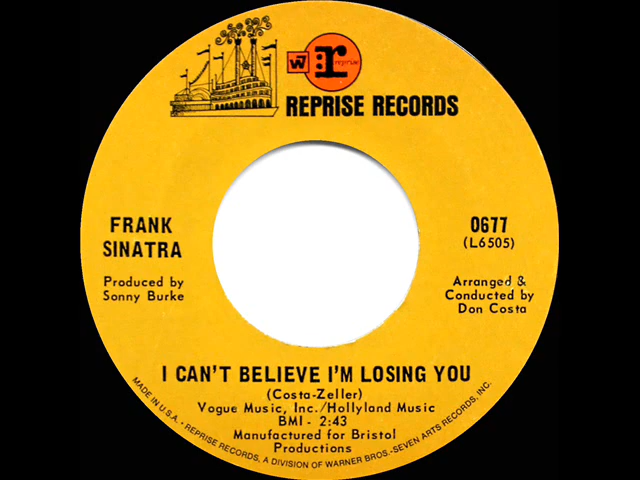 W7
r
reprise
REPRISE RECORDS
FRANK
SINATRA
0677
(L6505)
Produced by
Sonny Burke
Arranged &
Conducted by
Don Costa
I CAN'T BELIEVE I'M LOSING YOU
(Costa-Zeller)
Vogue Music, Inc./Hollyland Music
BMI - 2:43
Manufactured for Bristol
Productions
MADE IN U.S.A. - REPRISE RECORDS, A DIVISION OF WARNER BROS.-SEVEN ARTS RECORDS, INC.